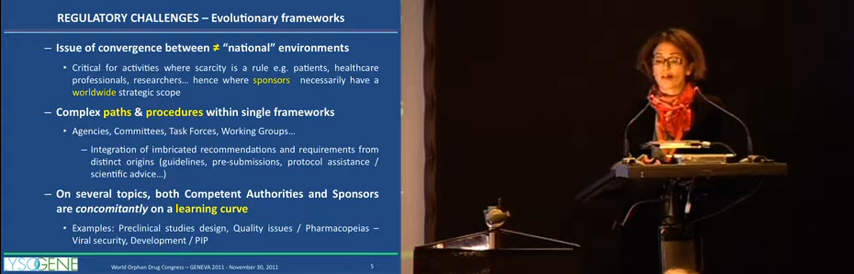 REGULATORY CHALLENGES – Evolutionary frameworks
– Issue of convergence between ≠ “national” environments
• Critical for activities where scarcity is a rule e.g. patients, healthcare
professionals, researchers... hence where sponsors necessarily have a
worldwide strategic scope
– Complex paths & procedures within single frameworks
• Agencies, Committees, Task Forces, Working Groups...
– Integration of imbricated recommendations and requirements from
distinct origins (guidelines, pre-submissions, protocol assistance /
scientific advice...)
– On several topics, both Competent Authorities and Sponsors
are concomitantly on a learning curve
• Examples: Preclinical studies design, Quality issues / Pharmacopeias –
Viral security, Development / PIP
LYSOGENE
World Orphan Drug Congress – GENEVA 2011 - November 30, 2011
5